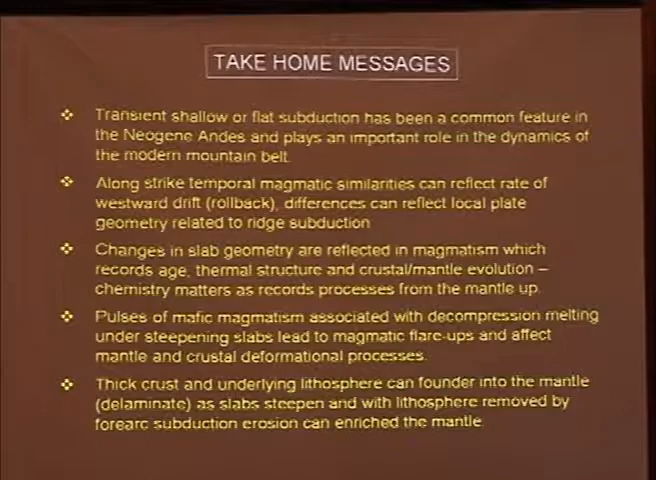 TAKE HOME MESSAGES
❖ Transient shallow or flat subduction has been a common feature in
the Neogene Andes and plays an important role in the dynamics of
the modern mountain belt.
❖ Along strike temporal magmatic similarities can reflect rate of
westward drift (rollback), differences can reflect local plate
geometry related to ridge subduction
❖ Changes in slab geometry are reflected in magmatism which
records age, thermal structure and crustal/mantle evolution –
chemistry matters as records processes from the mantle up.
❖ Pulses of mafic magmatism associated with decompression melting
under steepening slabs lead to magmatic flare-ups and affect
mantle and crustal deformational processes.
❖ Thick crust and underlying lithosphere can founder into the mantle
(delaminate) as slabs steepen and with lithosphere removed by
forearc subduction erosion can enriched the mantle.